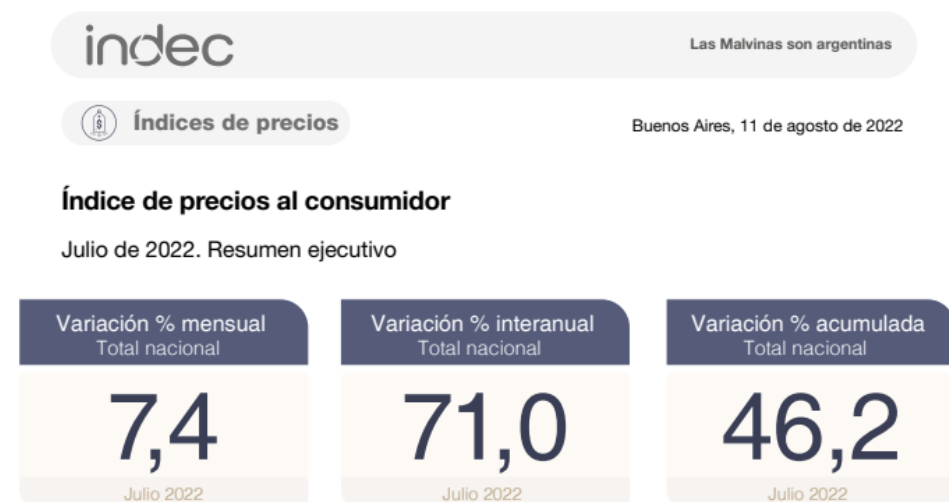 indec
Las Malvinas son argentinas
Índices de precios
Buenos Aires, 11 de agosto de 2022
Índice de precios al consumidor
Julio de 2022. Resumen ejecutivo
Variación % mensual
Total nacional
7,4
Julio 2022
Variación % interanual
Total nacional
71,0
Julio 2022
Variación % acumulada
Total nacional
46,2
Julio 2022